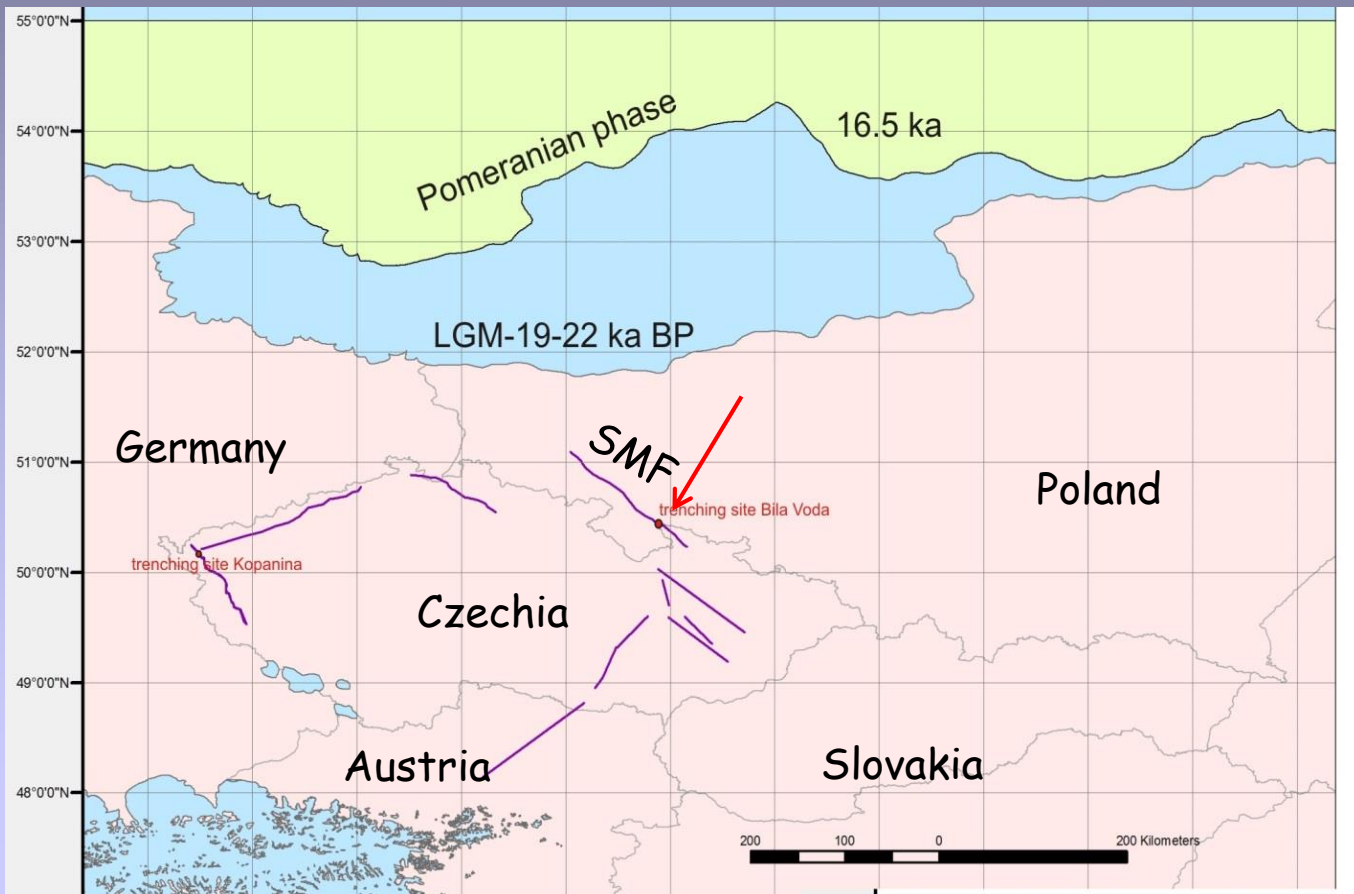 55°0'0"N
54°0'0"N
Pomeranian phase
16.5 ka
53°0'0"N
52°0'0"N
LGM-19-22 ka BP
51°0'0"N
Germany
SMF
Poland
trenching site Bila Voda
50°0'0"N
trenching site Kopanina
Czechia
49°0'0"N
Austria
Slovakia
48°0'0"N
200 100 0 200 Kilometers